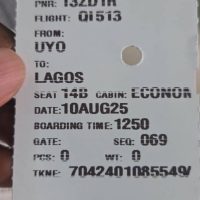 PNR: 132D1R
FLIGHT: QI513
FROM:
UYO
TO:
LAGOS
SEAT 14B CABIN: ECONOM
DATE:10AUG25
BOARDING TIME:1250
GATE: SEQ: 069
PCS: 0 WT: 0
TKNE: 7042401085549/